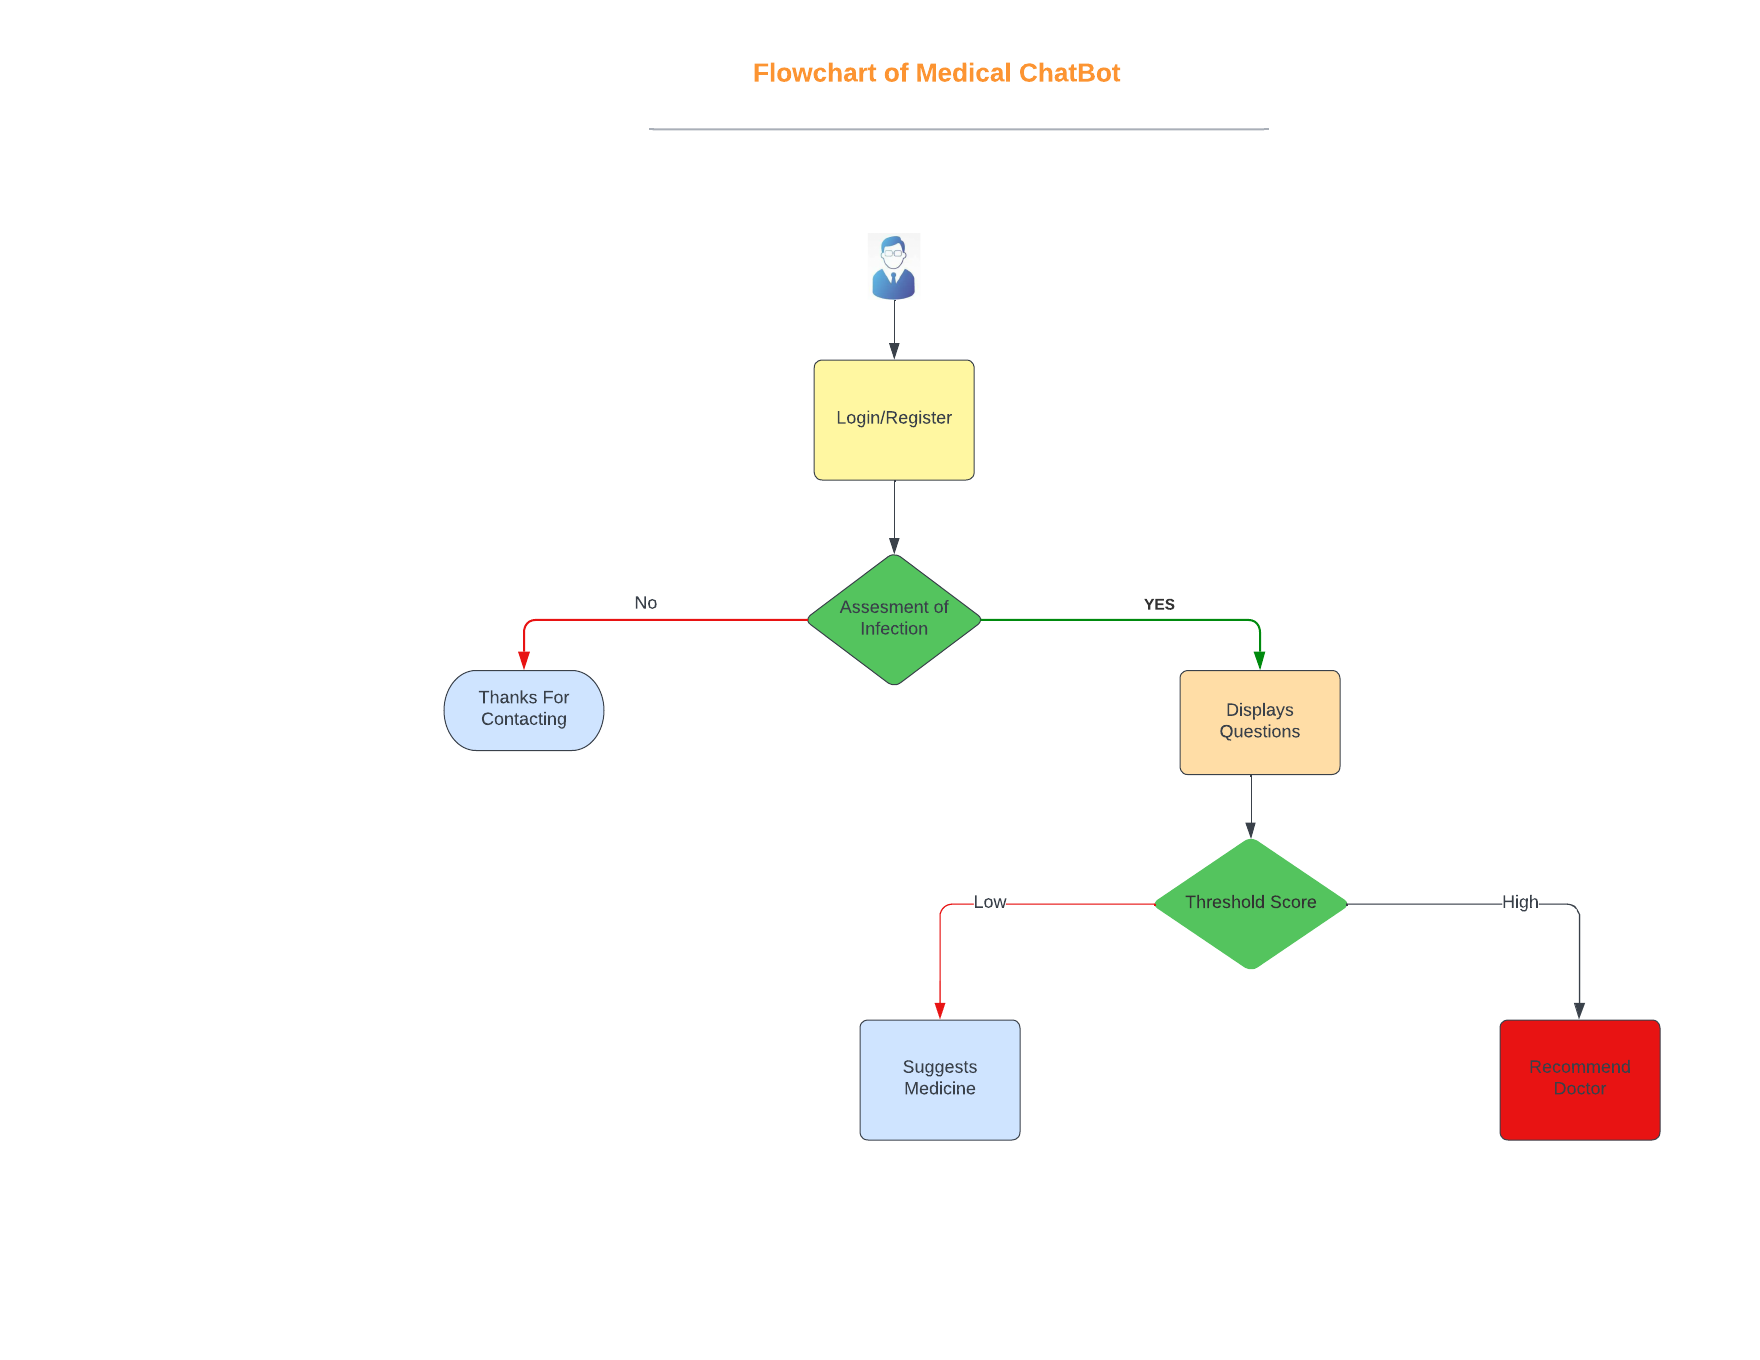 Flowchart of Medical ChatBot
Login/Register
Assesment of
Infection
No
YES
Thanks For
Contacting
Displays
Questions
Threshold Score
Low
High
Suggests
Medicine
Recommend
Doctor